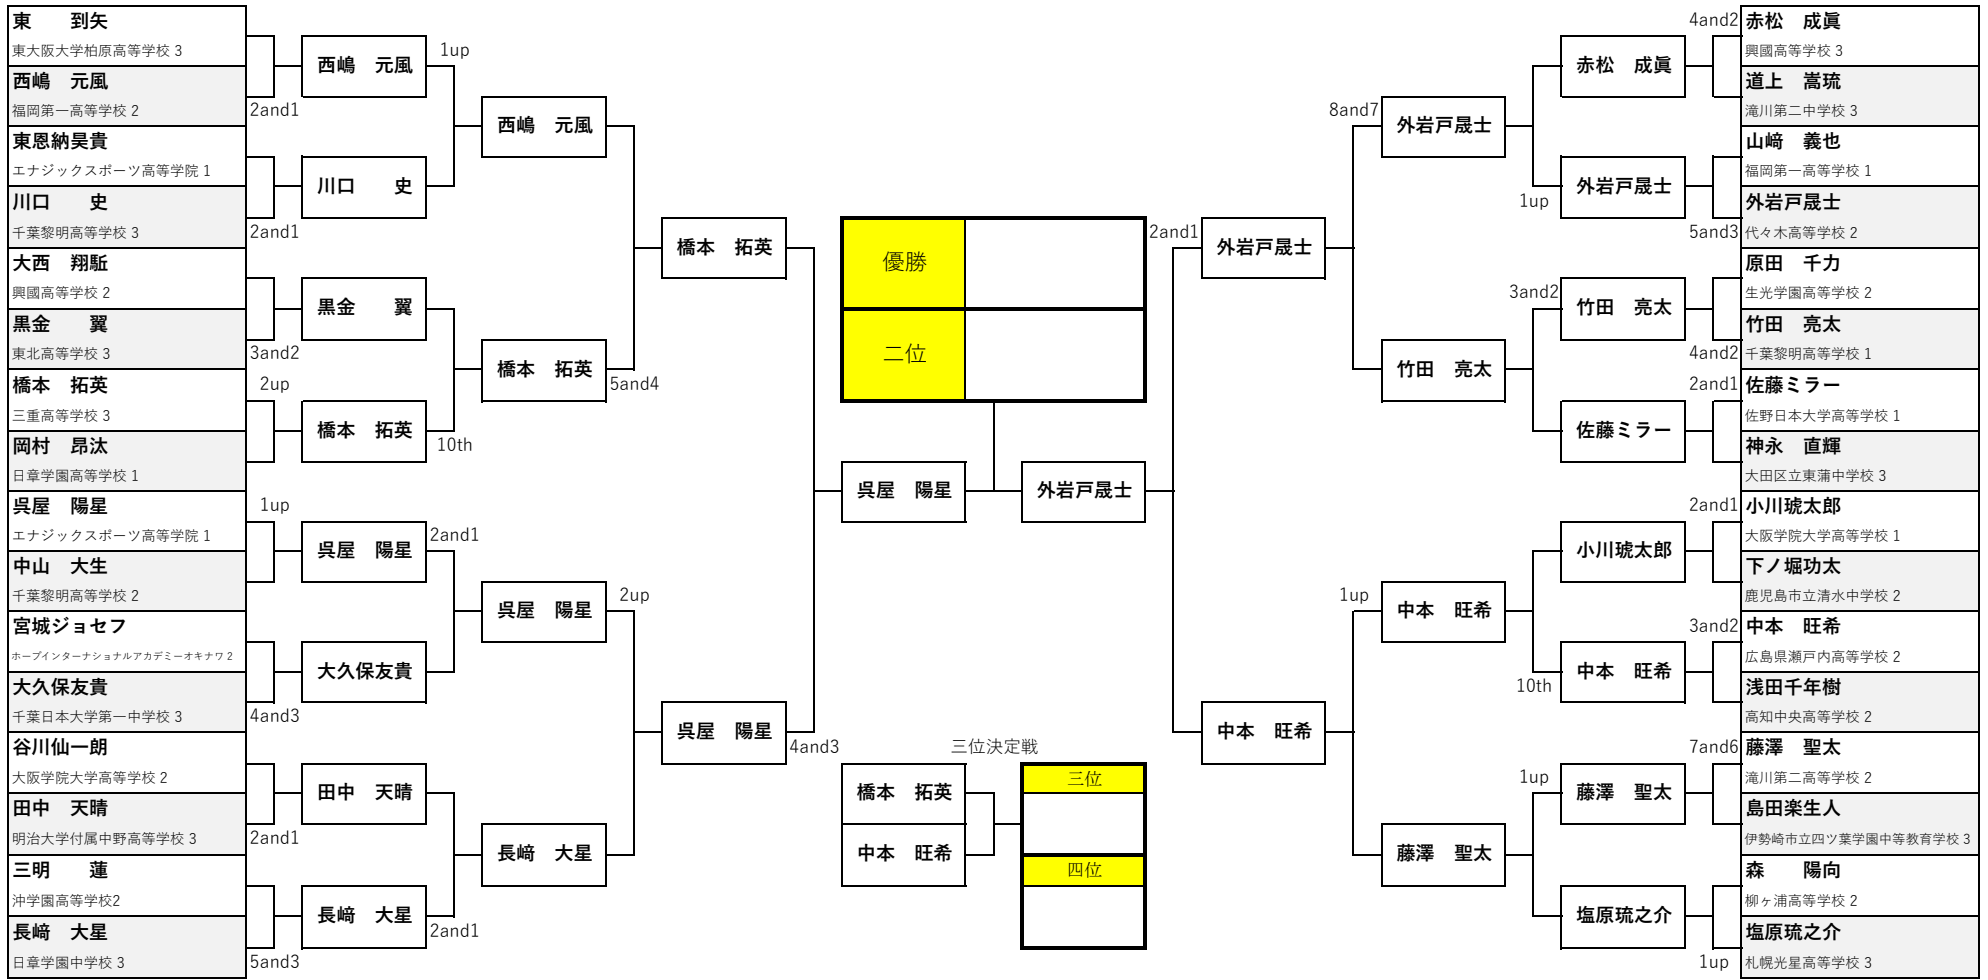 東　　到矢
東大阪大学柏原高等学校 3
西嶋　元風
福岡第一高等学校 2
2and1
東恩納昊貴
エナジックスポーツ高等学院 1
川口　　史
千葉黎明高等学校 3
2and1
大西　翔駈
興國高等学校 2
黒金　　翼
東北高等学校 3
3and2
橋本　拓英
三重高等学校 3
2up
岡村　昂汰
日章学園高等学校 1
呉屋　陽星
エナジックスポーツ高等学院 1
1up
中山　大生
千葉黎明高等学校 2
宮城ジョセフ
ホープインターナショナルアカデミーオキナワ 2
大久保友貴
千葉日本大学第一中学校 3
4and3
谷川仙一朗
大阪学院大学高等学校 2
田中　天晴
明治大学付属中野高等学校 3
2and1
三明　　蓮
沖学園高等学校2
長﨑　大星
日章学園中学校 3
5and3
西嶋　元風
1up
川口　　史
黒金　　翼
橋本　拓英
10th
呉屋　陽星
2and1
大久保友貴
田中　天晴
長﨑　大星
2and1
西嶋　元風
橋本　拓英
5and4
呉屋　陽星
2up
長﨑　大星
橋本　拓英
呉屋　陽星
4and3
優勝
二位
呉屋　陽星
外岩戸晟士
三位決定戦
橋本　拓英
中本　旺希
三位
四位
2and1
外岩戸晟士
中本　旺希
8and7
外岩戸晟士
竹田　亮太
1up
中本　旺希
藤澤　聖太
赤松　成眞
外岩戸晟士
1up
3and2
竹田　亮太
佐藤ミラー
小川琥太郎
中本　旺希
10th
1up
藤澤　聖太
塩原琉之介
4and2
赤松　成眞
興國高等学校 3
道上　嵩琉
滝川第二中学校 3
山﨑　義也
福岡第一高等学校 1
外岩戸晟士
5and3
代々木高等学校 2
原田　千力
生光学園高等学校 2
竹田　亮太
4and2
千葉黎明高等学校 1
2and1
佐藤ミラー
佐野日本大学高等学校 1
神永　直輝
大田区立東蒲中学校 3
2and1
小川琥太郎
大阪学院大学高等学校 1
下ノ堀功太
鹿児島市立清水中学校 2
3and2
中本　旺希
広島県瀬戸内高等学校 2
浅田千年樹
高知中央高等学校 2
7and6
藤澤　聖太
滝川第二高等学校 2
島田楽生人
伊勢崎市立四ツ葉学園中等教育学校 3
森　　陽向
柳ヶ浦高等学校 2
塩原琉之介
1up
札幌光星高等学校 3